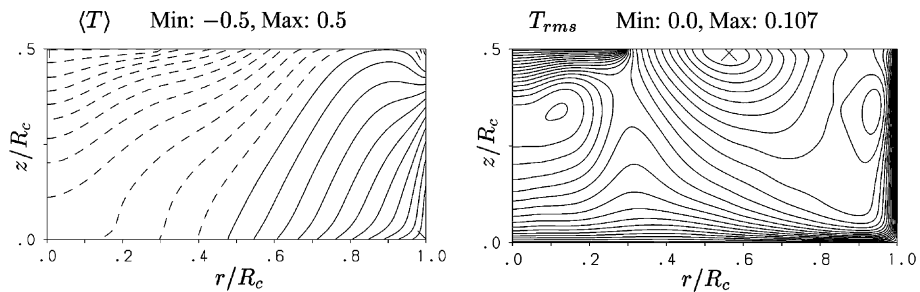 ⟨T⟩ Min: −0.5, Max: 0.5
.5
z/R_c
.0
.0 .2 .4 .6 .8 1.0
r/R_c
T_rms Min: 0.0, Max: 0.107
.5
z/R_c
.0
.0 .2 .4 .6 .8 1.0
r/R_c